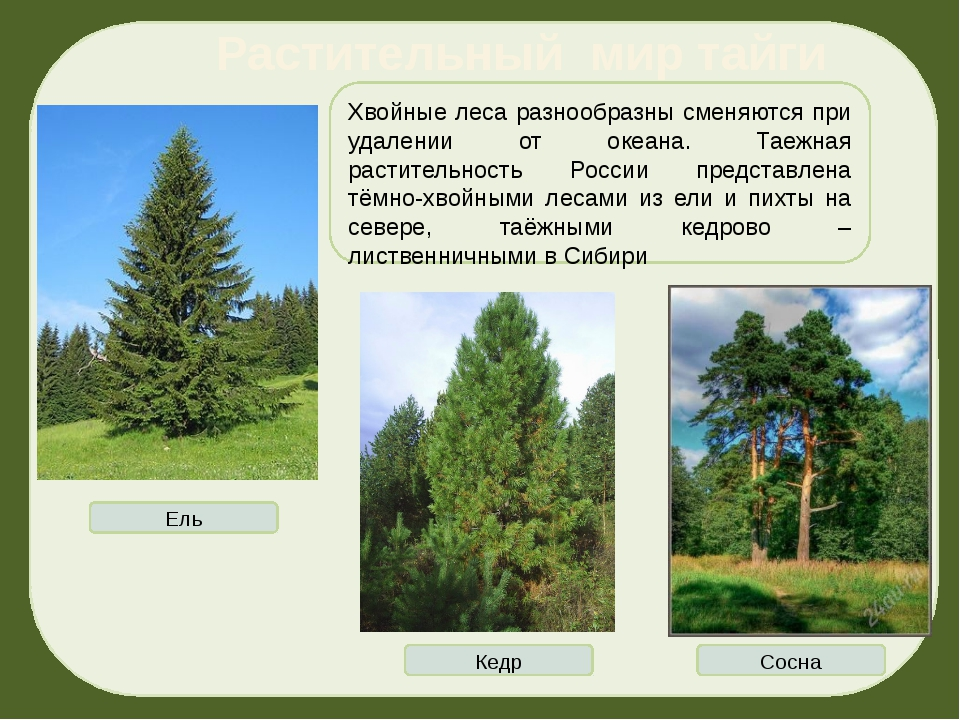 Растительный мир тайги
Хвойные леса разнообразны сменяются при
удалении от океана. Таежная
растительность России представлена
тёмно-хвойными лесами из ели и пихты на
севере, таёжными кедрово –
лиственничными в Сибири
Ель
Кедр
Сосна